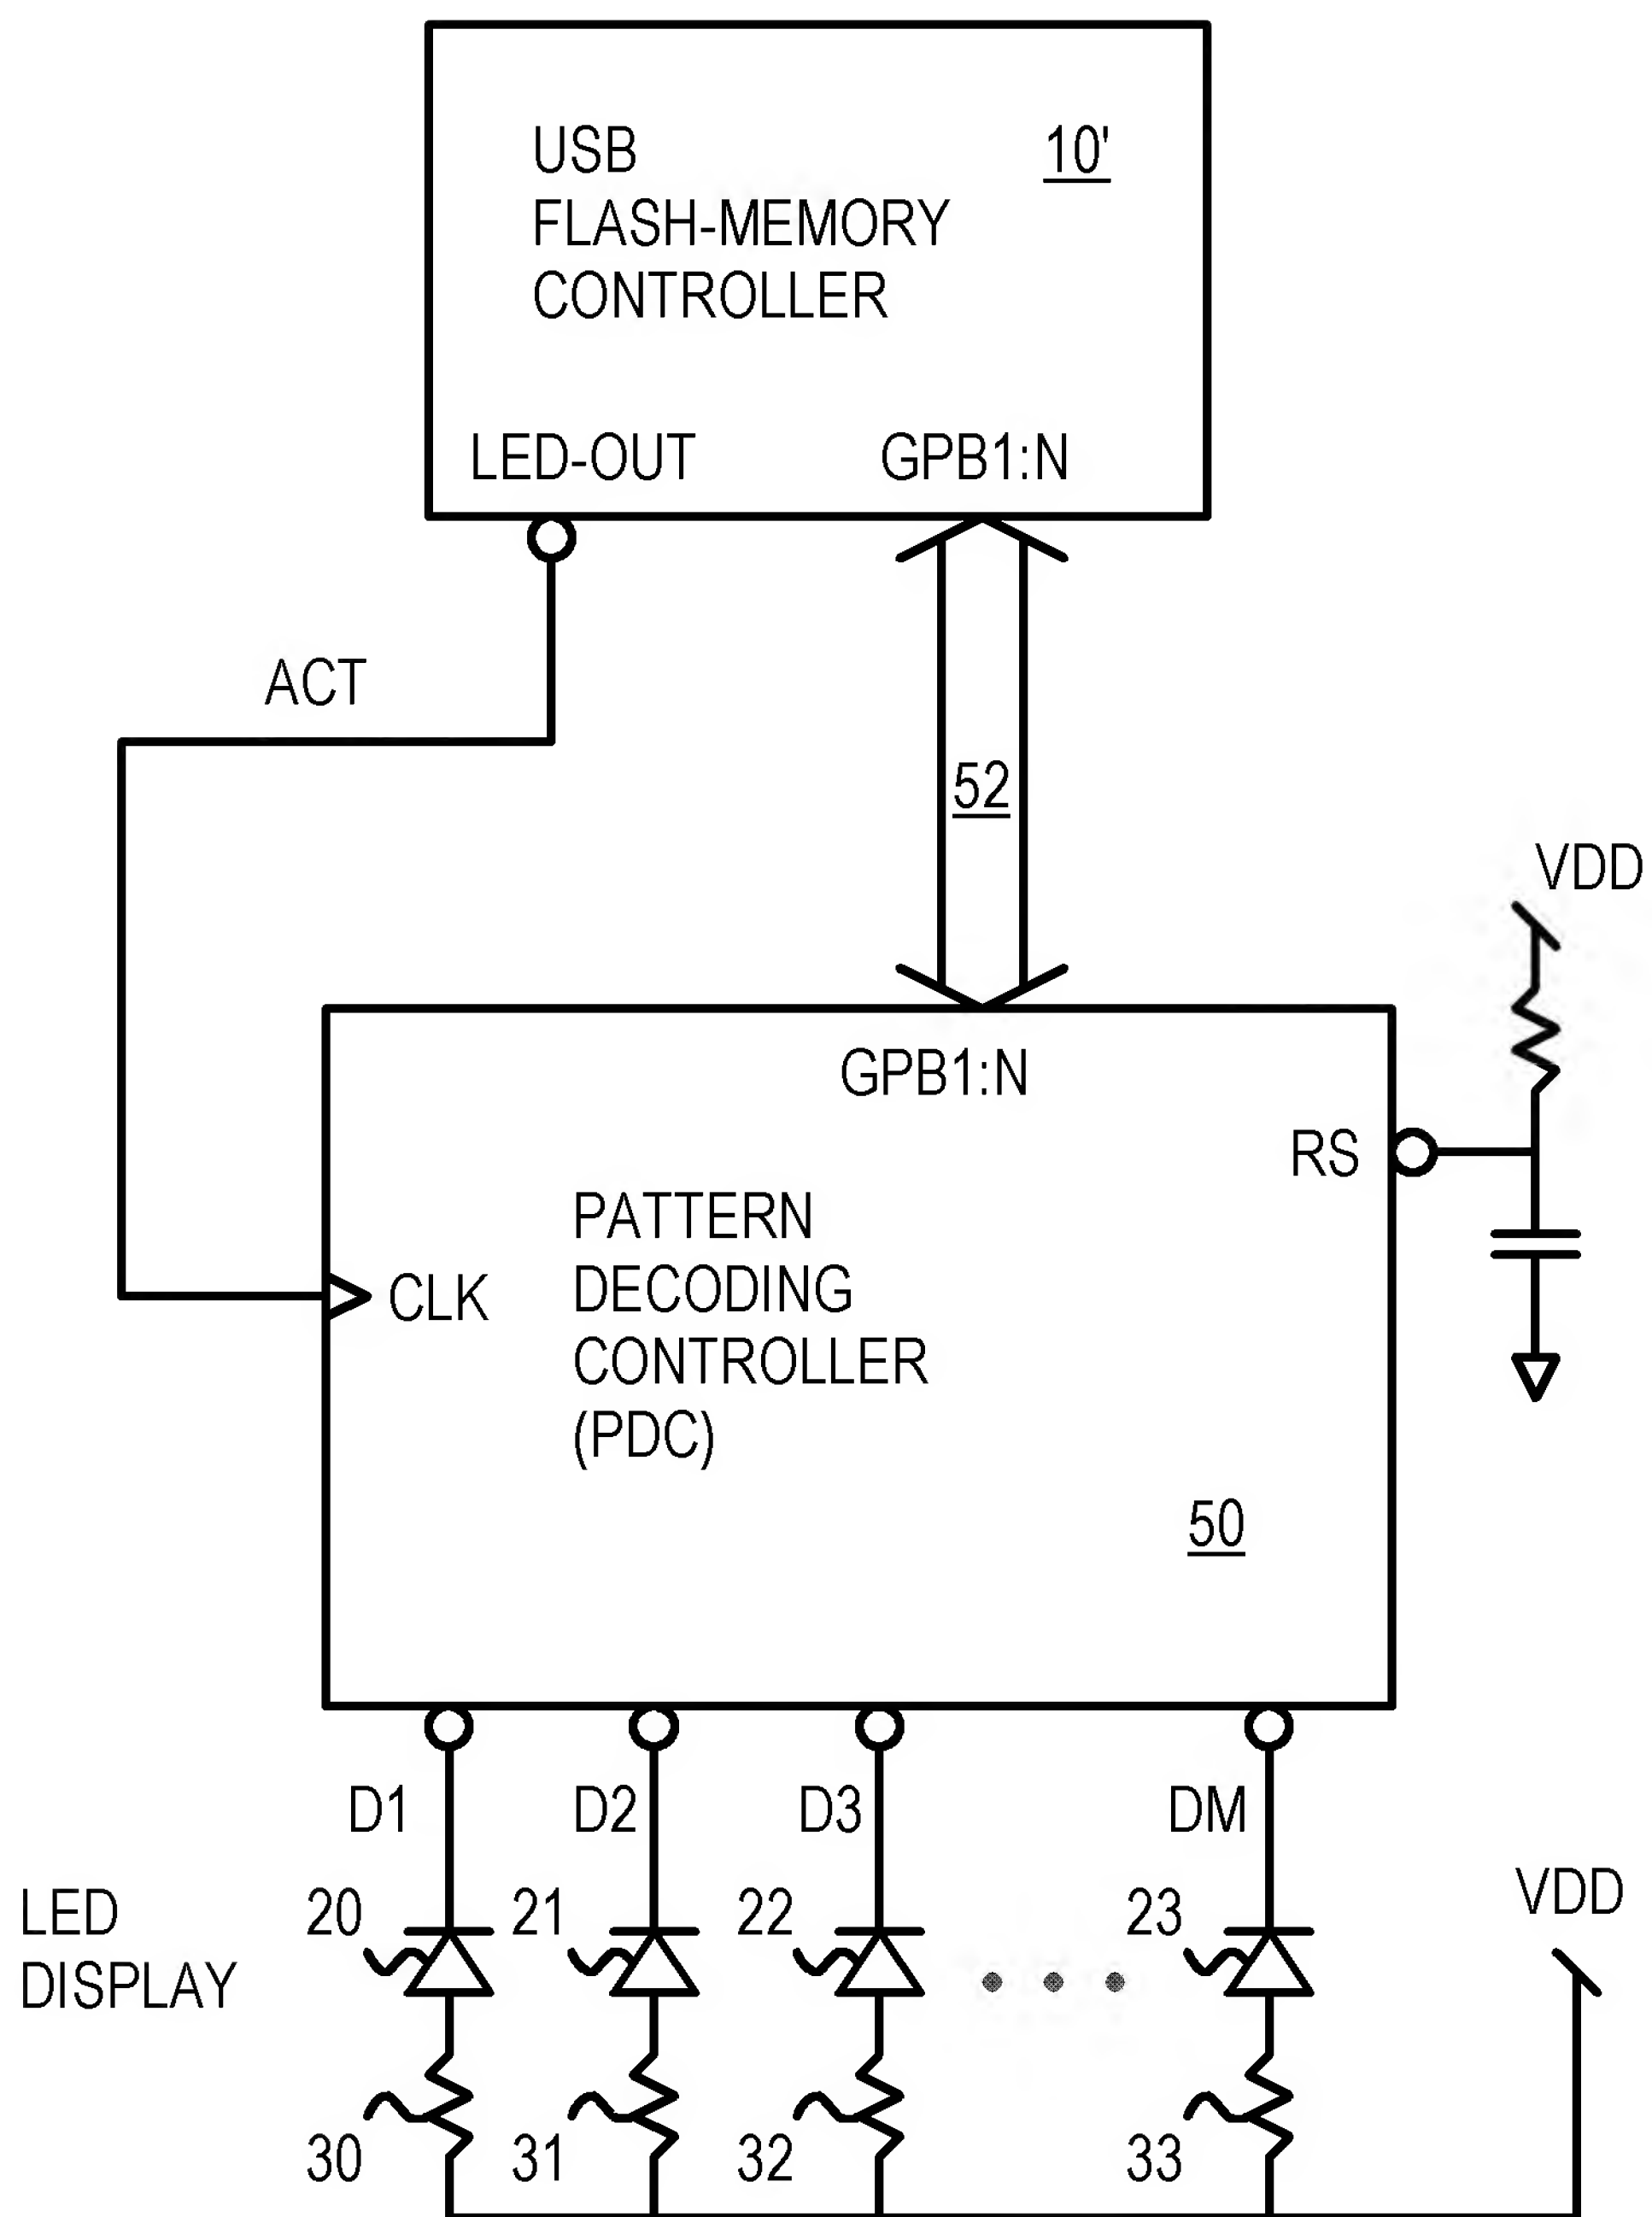 USB
FLASH-MEMORY
CONTROLLER
10'
LED-OUT
GPB1:N
ACT
52
VDD
GPB1:N
RS
CLK
PATTERN
DECODING
CONTROLLER
(PDC)
50
D1
D2
D3
DM
LED
DISPLAY
20
21
22
23
VDD
30
31
32
33